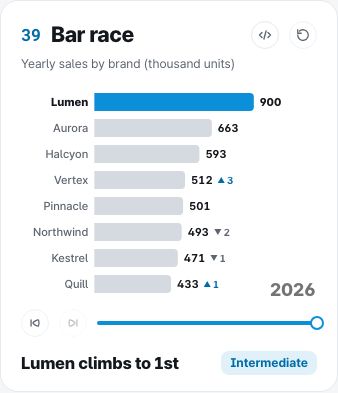 39 Bar race
Yearly sales by brand (thousand units)
Lumen 900
Aurora 663
Halcyon 593
Vertex 512 ▲3
Pinnacle 501
Northwind 493 ▼2
Kestrel 471 ▼1
Quill 433 ▲1
2026
Lumen climbs to 1st Intermediate